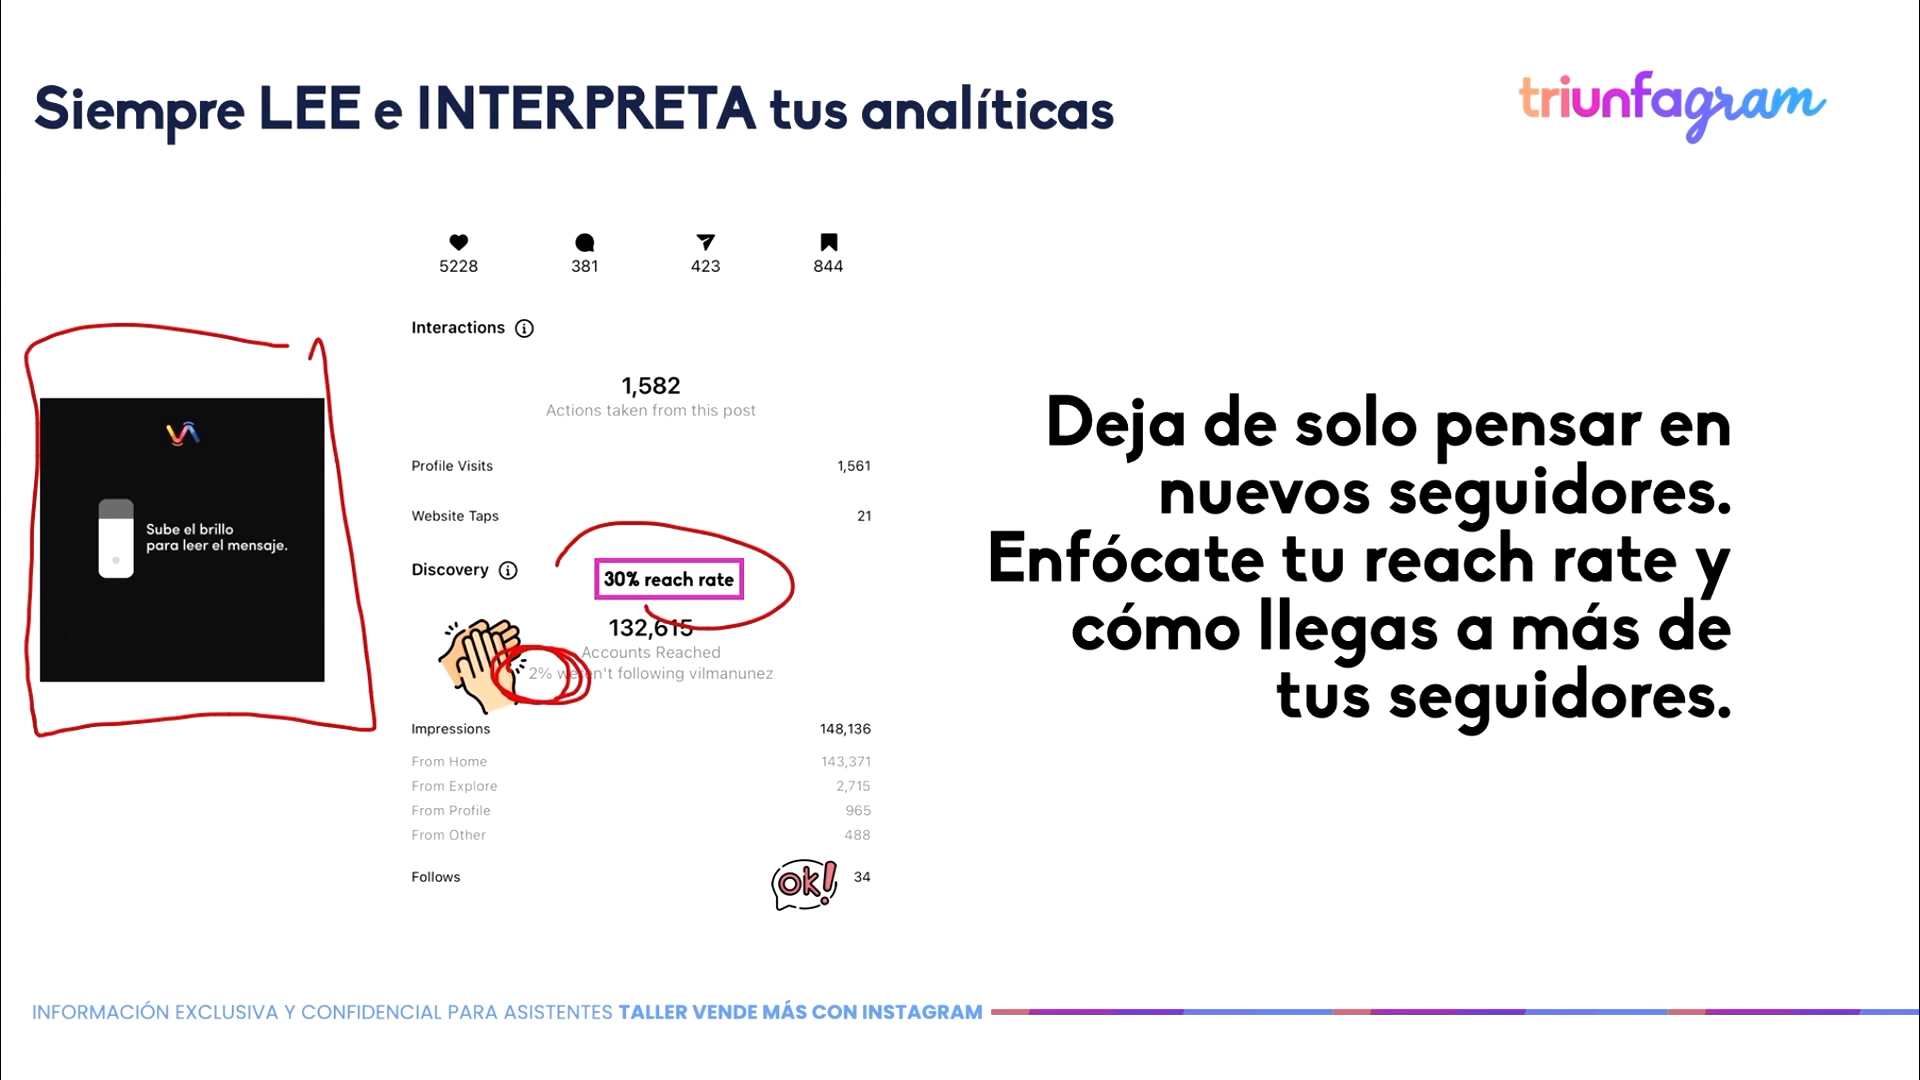 Siempre LEE e INTERPRETA tus analíticas
triunfagram
5228
381
423
844
Interactions
1,582
Actions taken from this post
Profile Visits
1,561
Website Taps
21
Discovery
30% reach rate
132,615
Accounts Reached
2% weren't following vilmanunez
Impressions
148,136
From Home
143,371
From Explore
2,715
From Profile
965
From Other
488
Follows
ok!
34
Sube el brillo
para leer el mensaje.
Deja de solo pensar en
nuevos seguidores.
Enfócate tu reach rate y
cómo llegas a más de
tus seguidores.
INFORMACIÓN EXCLUSIVA Y CONFIDENCIAL PARA ASISTENTES TALLER VENDE MÁS CON INSTAGRAM